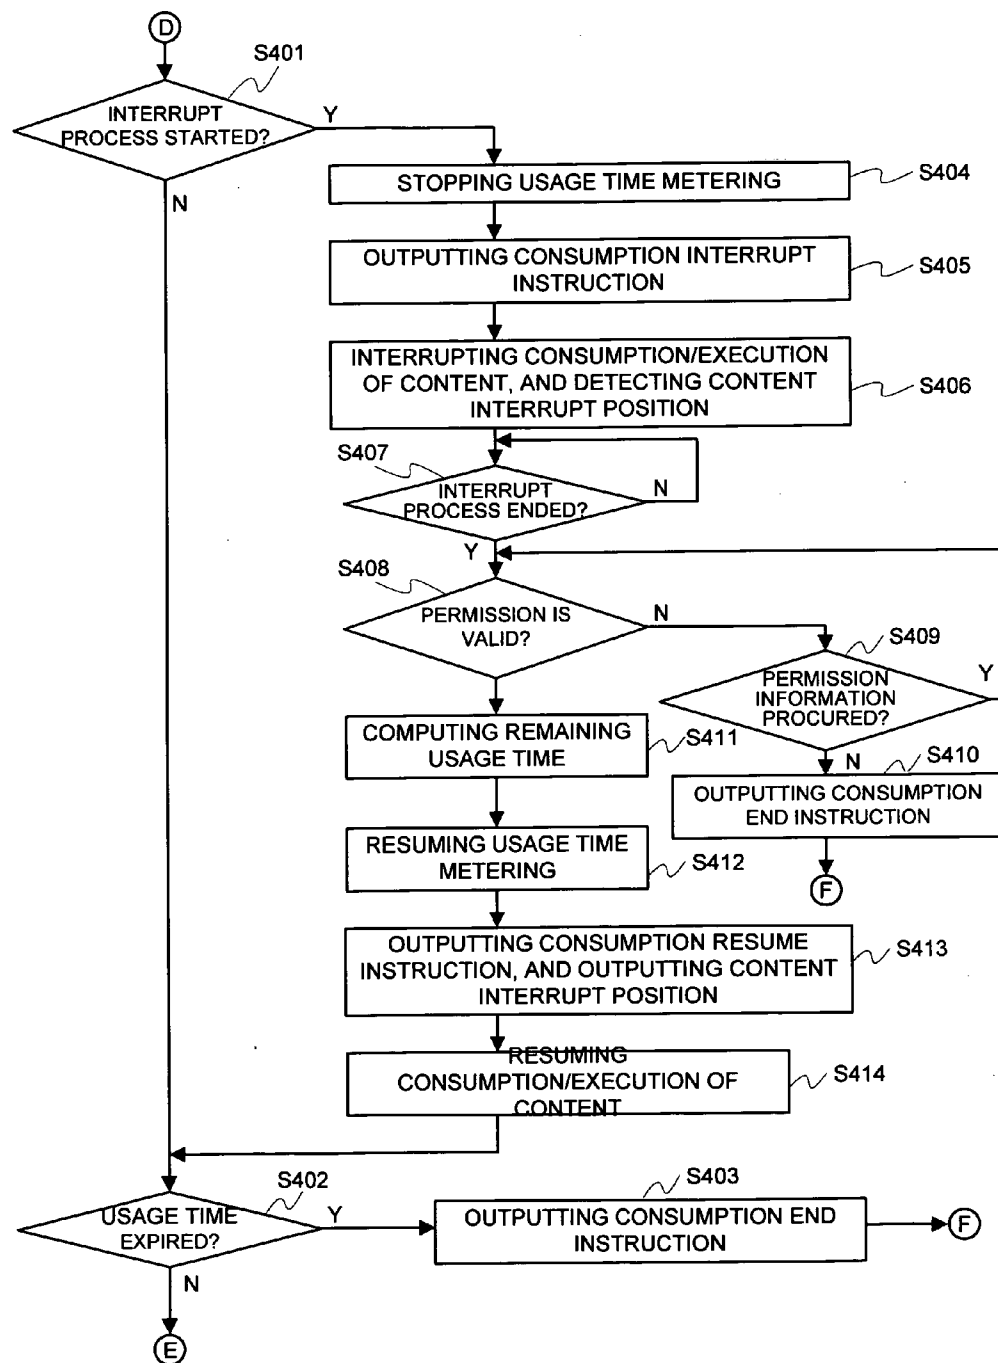 D
S401
INTERRUPT
PROCESS STARTED?
Y
N
STOPPING USAGE TIME METERING
S404
OUTPUTTING CONSUMPTION INTERRUPT
INSTRUCTION
S405
INTERRUPTING CONSUMPTION/EXECUTION
OF CONTENT, AND DETECTING CONTENT
INTERRUPT POSITION
S406
S407
INTERRUPT
PROCESS ENDED?
N
Y
S408
PERMISSION IS
VALID?
N
S409
PERMISSION
INFORMATION
PROCURED?
Y
N
S410
OUTPUTTING CONSUMPTION
END INSTRUCTION
F
COMPUTING REMAINING
USAGE TIME
S411
RESUMING USAGE TIME
METERING
S412
OUTPUTTING CONSUMPTION RESUME
INSTRUCTION, AND OUTPUTTING CONTENT
INTERRUPT POSITION
S413
RESUMING
CONSUMPTION/EXECUTION OF
CONTENT
S414
S402
USAGE TIME
EXPIRED?
Y
N
S403
OUTPUTTING CONSUMPTION END
INSTRUCTION
F
E